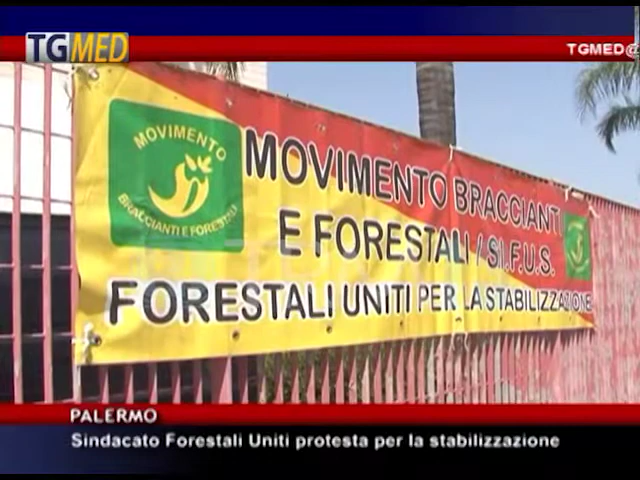 TGMED
TGMED@
MOVIMENTO
BRACCIANTI E FORESTALI
MOVIMENTO BRACCIANTI
E FORESTALI / SI.F.U.S.
FORESTALI UNITI PER LA STABILIZZAZIONE
PALERMO
Sindacato Forestali Uniti protesta per la stabilizzazione